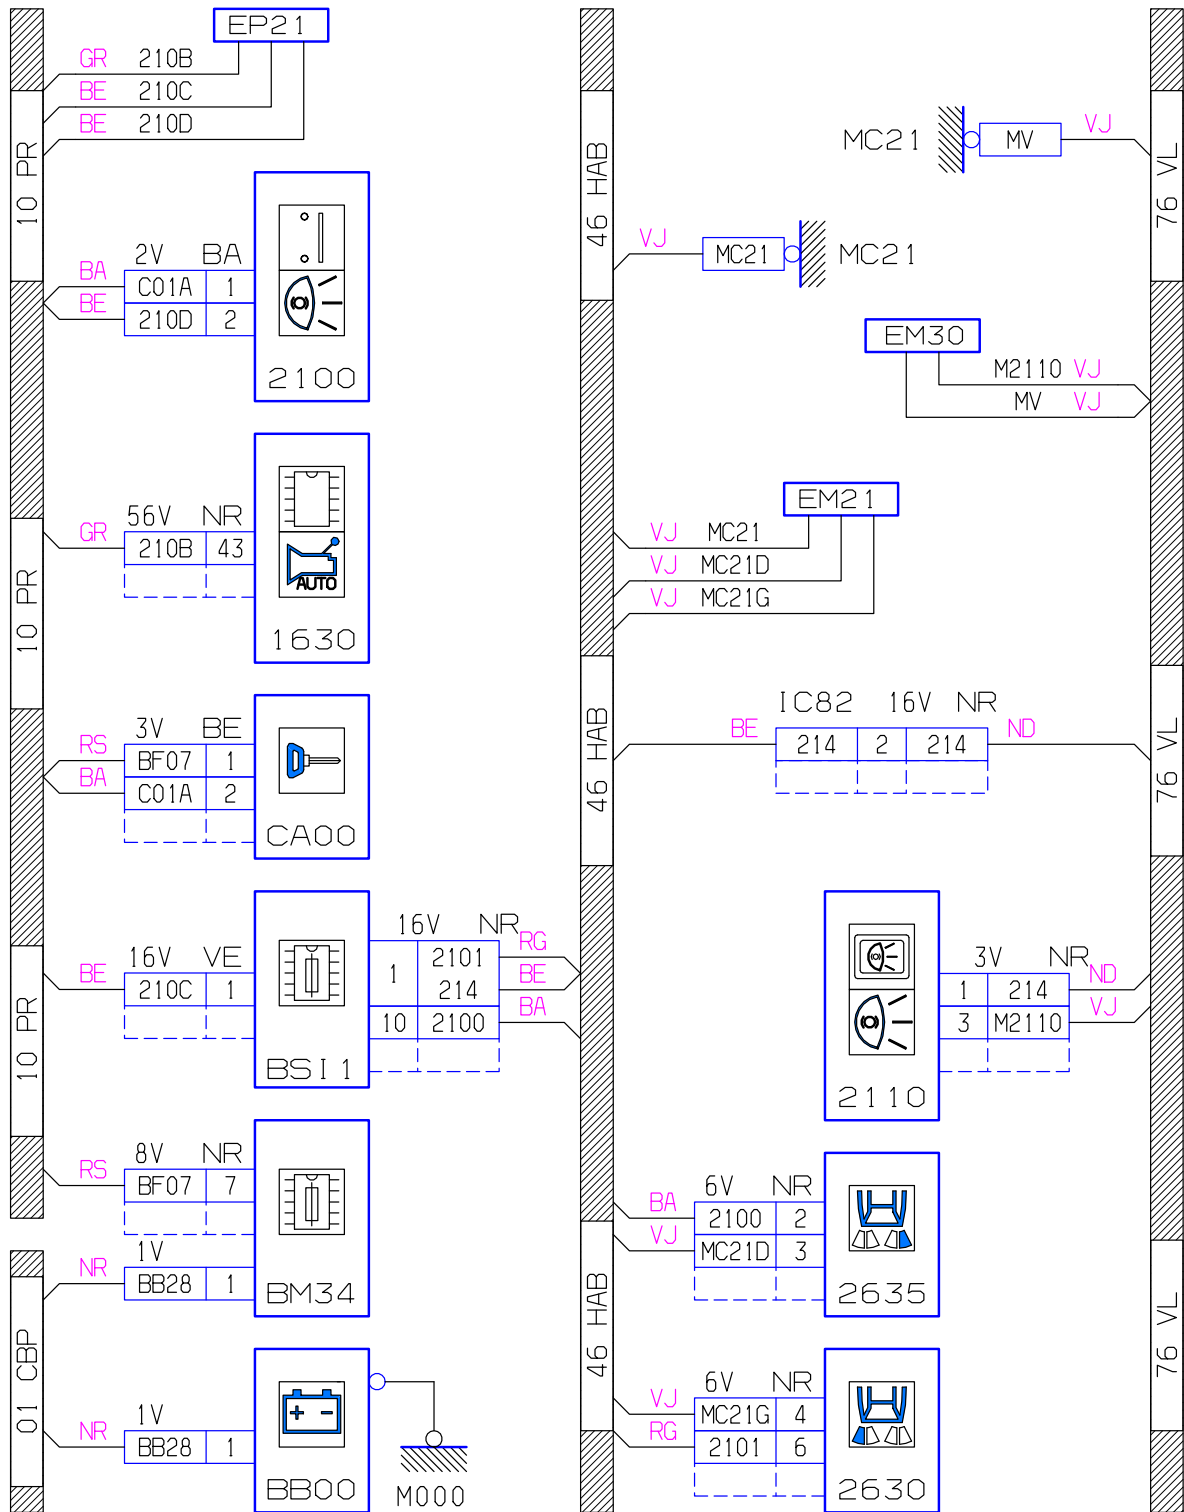 EP21
GR 210B
BE 210C
BE 210D
10 PR
2V BA
BA C01A 1
BE 210D 2
2100
56V NR
GR 210B 43
AUTO
1630
10 PR
3V BE
RS BF07 1
BA C01A 2
CA00
16V VE
BE 210C 1
BSI1
16V NR
1 2101 RG
214 BE
10 2100 BA
10 PR
8V NR
RS BF07 7
1V
NR BB28 1
BM34
01 CBP
1V
NR BB28 1
+ -
BB00
M000
46 HAB
MC21 MV VJ
VJ MC21 MC21
76 VL
EM30
M2110 VJ
MV VJ
EM21
VJ MC21
VJ MC21D
VJ MC21G
46 HAB
IC82 16V NR
BE 214 2 214 ND
76 VL
3V NR
1 214 ND
3 M2110 VJ
2110
6V NR
BA 2100 2
VJ MC21D 3
2635
46 HAB
6V NR
VJ MC21G 4
RG 2101 6
2630
76 VL